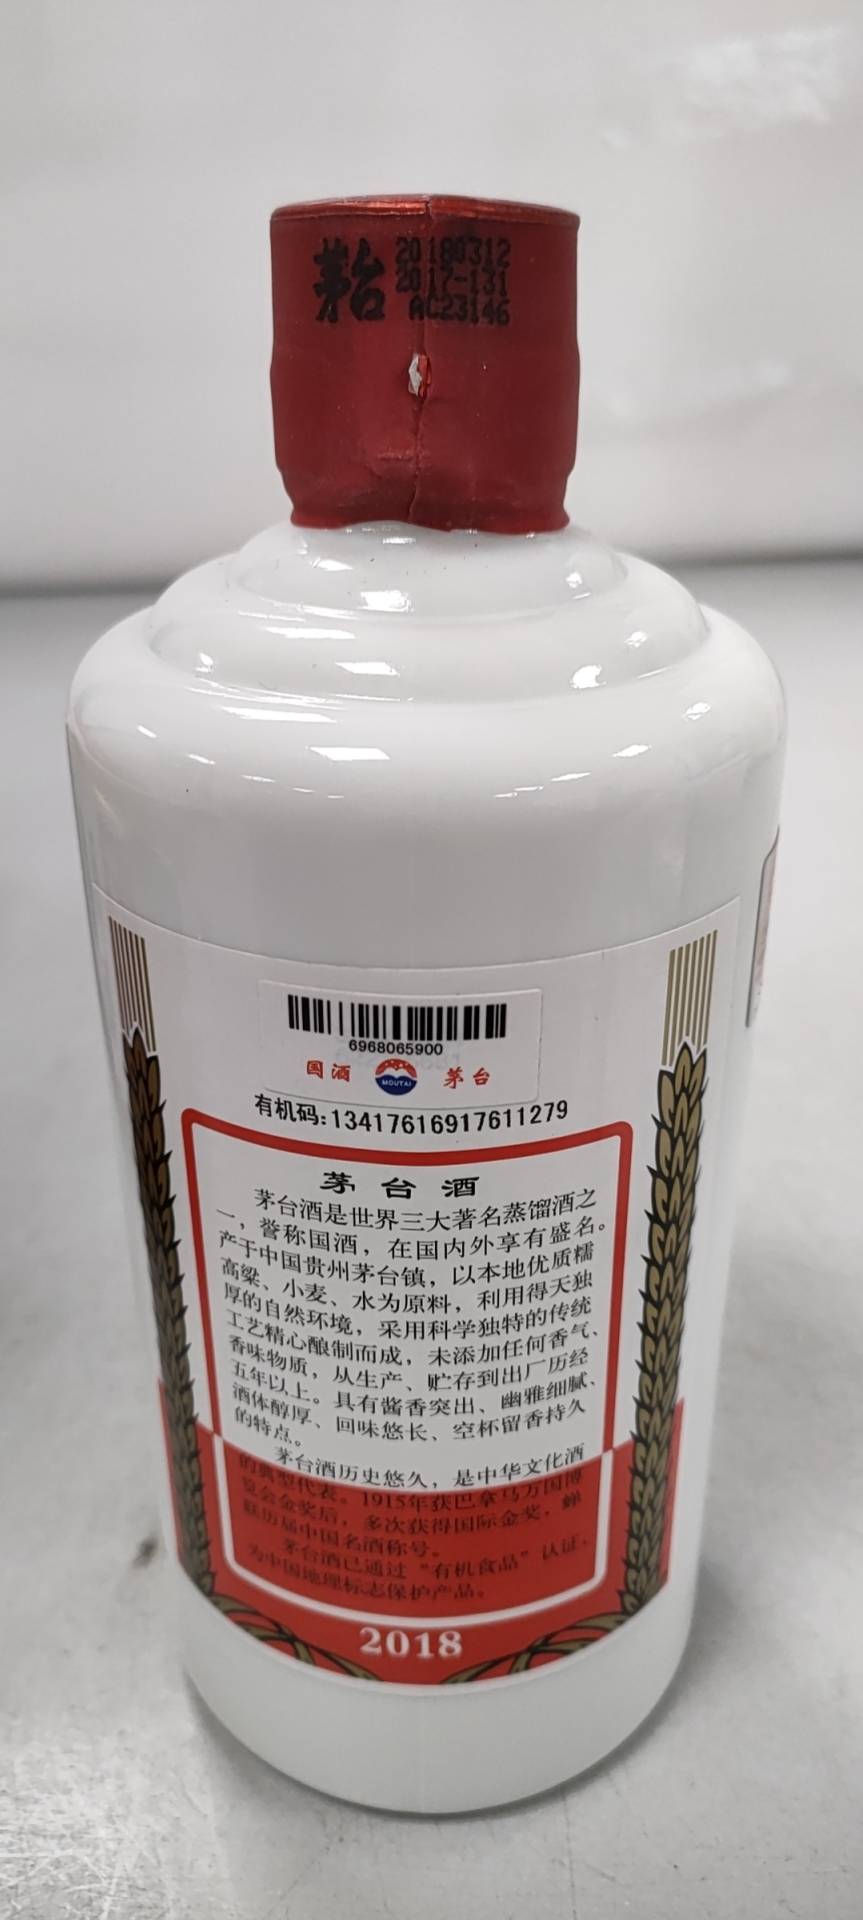 茅台
20180312
2017-131
AC23146
6968065900
国酒 MOUTAI 茅台
有机码:13417616917611279
茅台酒
茅台酒是世界三大著名蒸馏酒之
一，誉称国酒，在国内外享有盛名。
产于中国贵州茅台镇，以本地优质糯
高粱、小麦、水为原料，利用得天独
厚的自然环境，采用科学独特的传统
工艺精心酿制而成，未添加任何香气、
香味物质，从生产、贮存到出厂历经
五年以上。具有酱香突出、幽雅细腻、
酒体醇厚、回味悠长、空杯留香持久
的特点。
茅台酒历史悠久，是中华文化酒
的典型代表。1915年获巴拿马万国博
览会金奖后，多次获得国际金奖，蝉
联历届中国名酒称号。
茅台酒已通过“有机食品”认证，
为中国地理标志保护产品。
2018